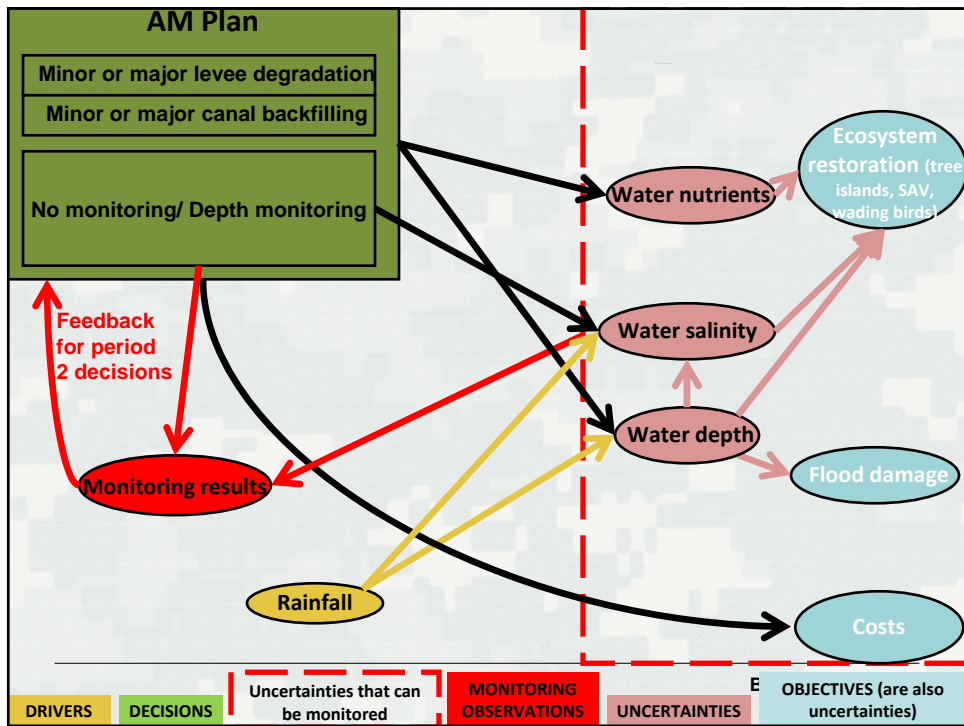 AM Plan
Minor or major levee degradation
Minor or major canal backfilling
No monitoring/ Depth monitoring
Feedback
for period
2 decisions
Monitoring results
Rainfall
Water nutrients
Water salinity
Water depth
Ecosystem
restoration (tree
islands, SAV,
wading birds)
Flood damage
Costs
B
DRIVERS
DECISIONS
Uncertainties that can
be monitored
MONITORING
OBSERVATIONS
UNCERTAINTIES
OBJECTIVES (are also
uncertainties)